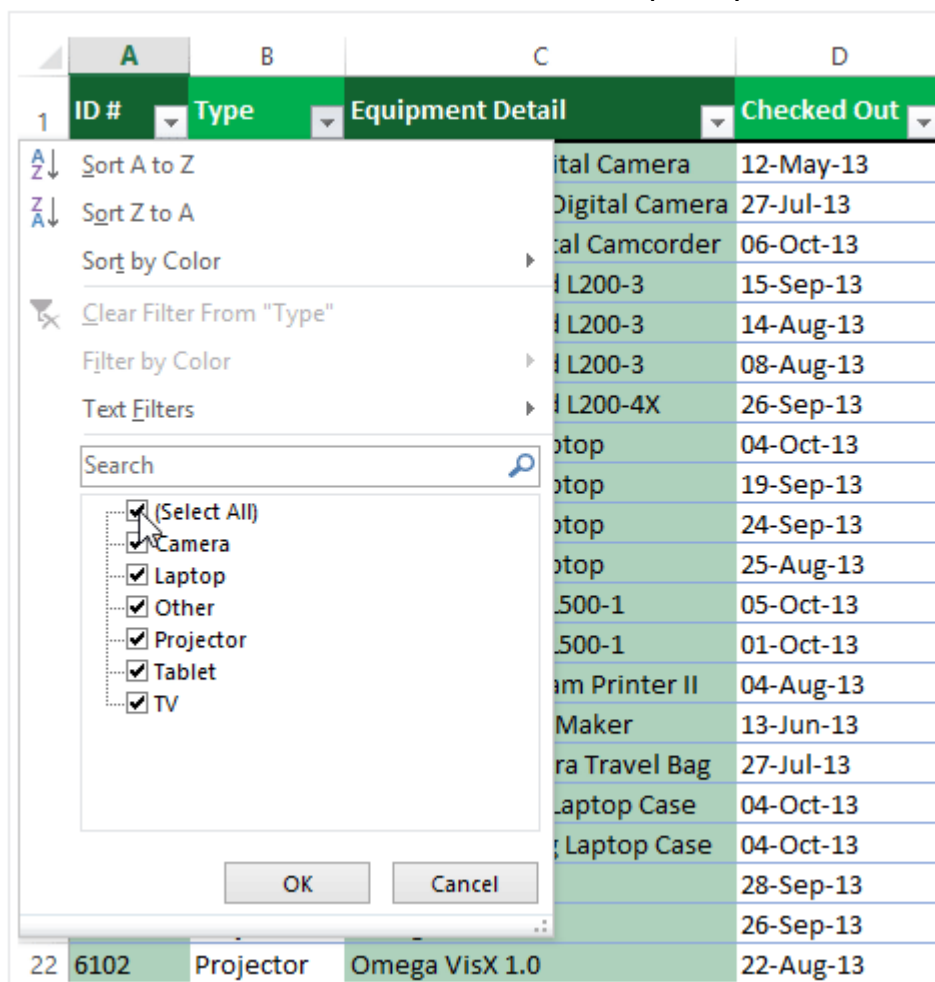 A B C D
1 ID # Type Equipment Detail Checked Out
Sort A to Z
Sort Z to A
Sort by Color
Clear Filter From "Type"
Filter by Color
Text Filters
Search
(Select All)
Camera
Laptop
Other
Projector
Tablet
TV
OK Cancel
ital Camera 12-May-13
Digital Camera 27-Jul-13
tal Camcorder 06-Oct-13
d L200-3 15-Sep-13
d L200-3 14-Aug-13
d L200-3 08-Aug-13
d L200-4X 26-Sep-13
ptop 04-Oct-13
ptop 19-Sep-13
ptop 24-Sep-13
ptop 25-Aug-13
L500-1 05-Oct-13
L500-1 01-Oct-13
am Printer II 04-Aug-13
Maker 13-Jun-13
ra Travel Bag 27-Jul-13
Laptop Case 04-Oct-13
g Laptop Case 04-Oct-13
28-Sep-13
26-Sep-13
22 6102 Projector Omega VisX 1.0 22-Aug-13